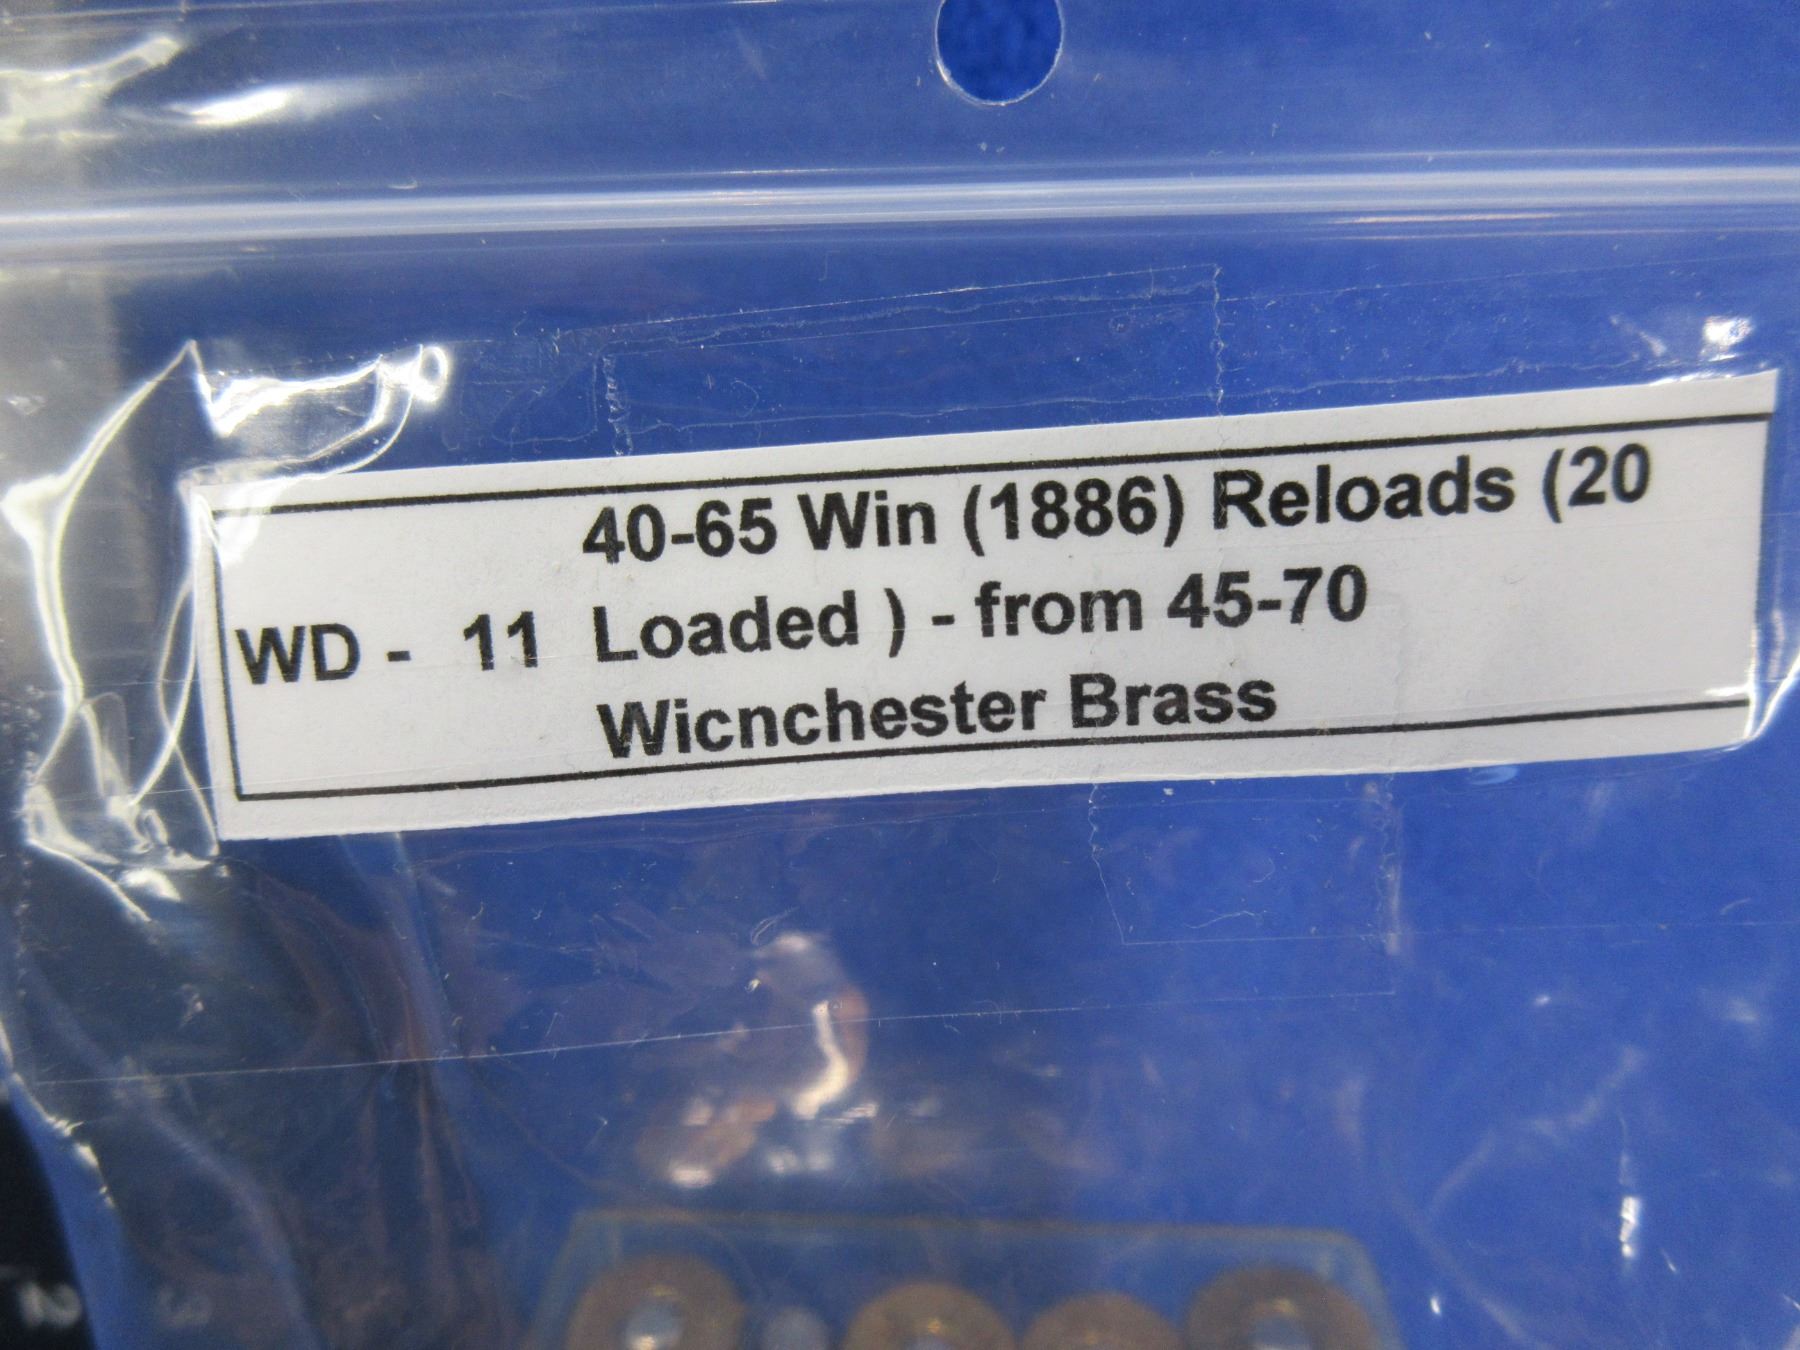 40-65 Win (1886) Reloads (20
WD - 11 Loaded ) - from 45-70
Wicnchester Brass